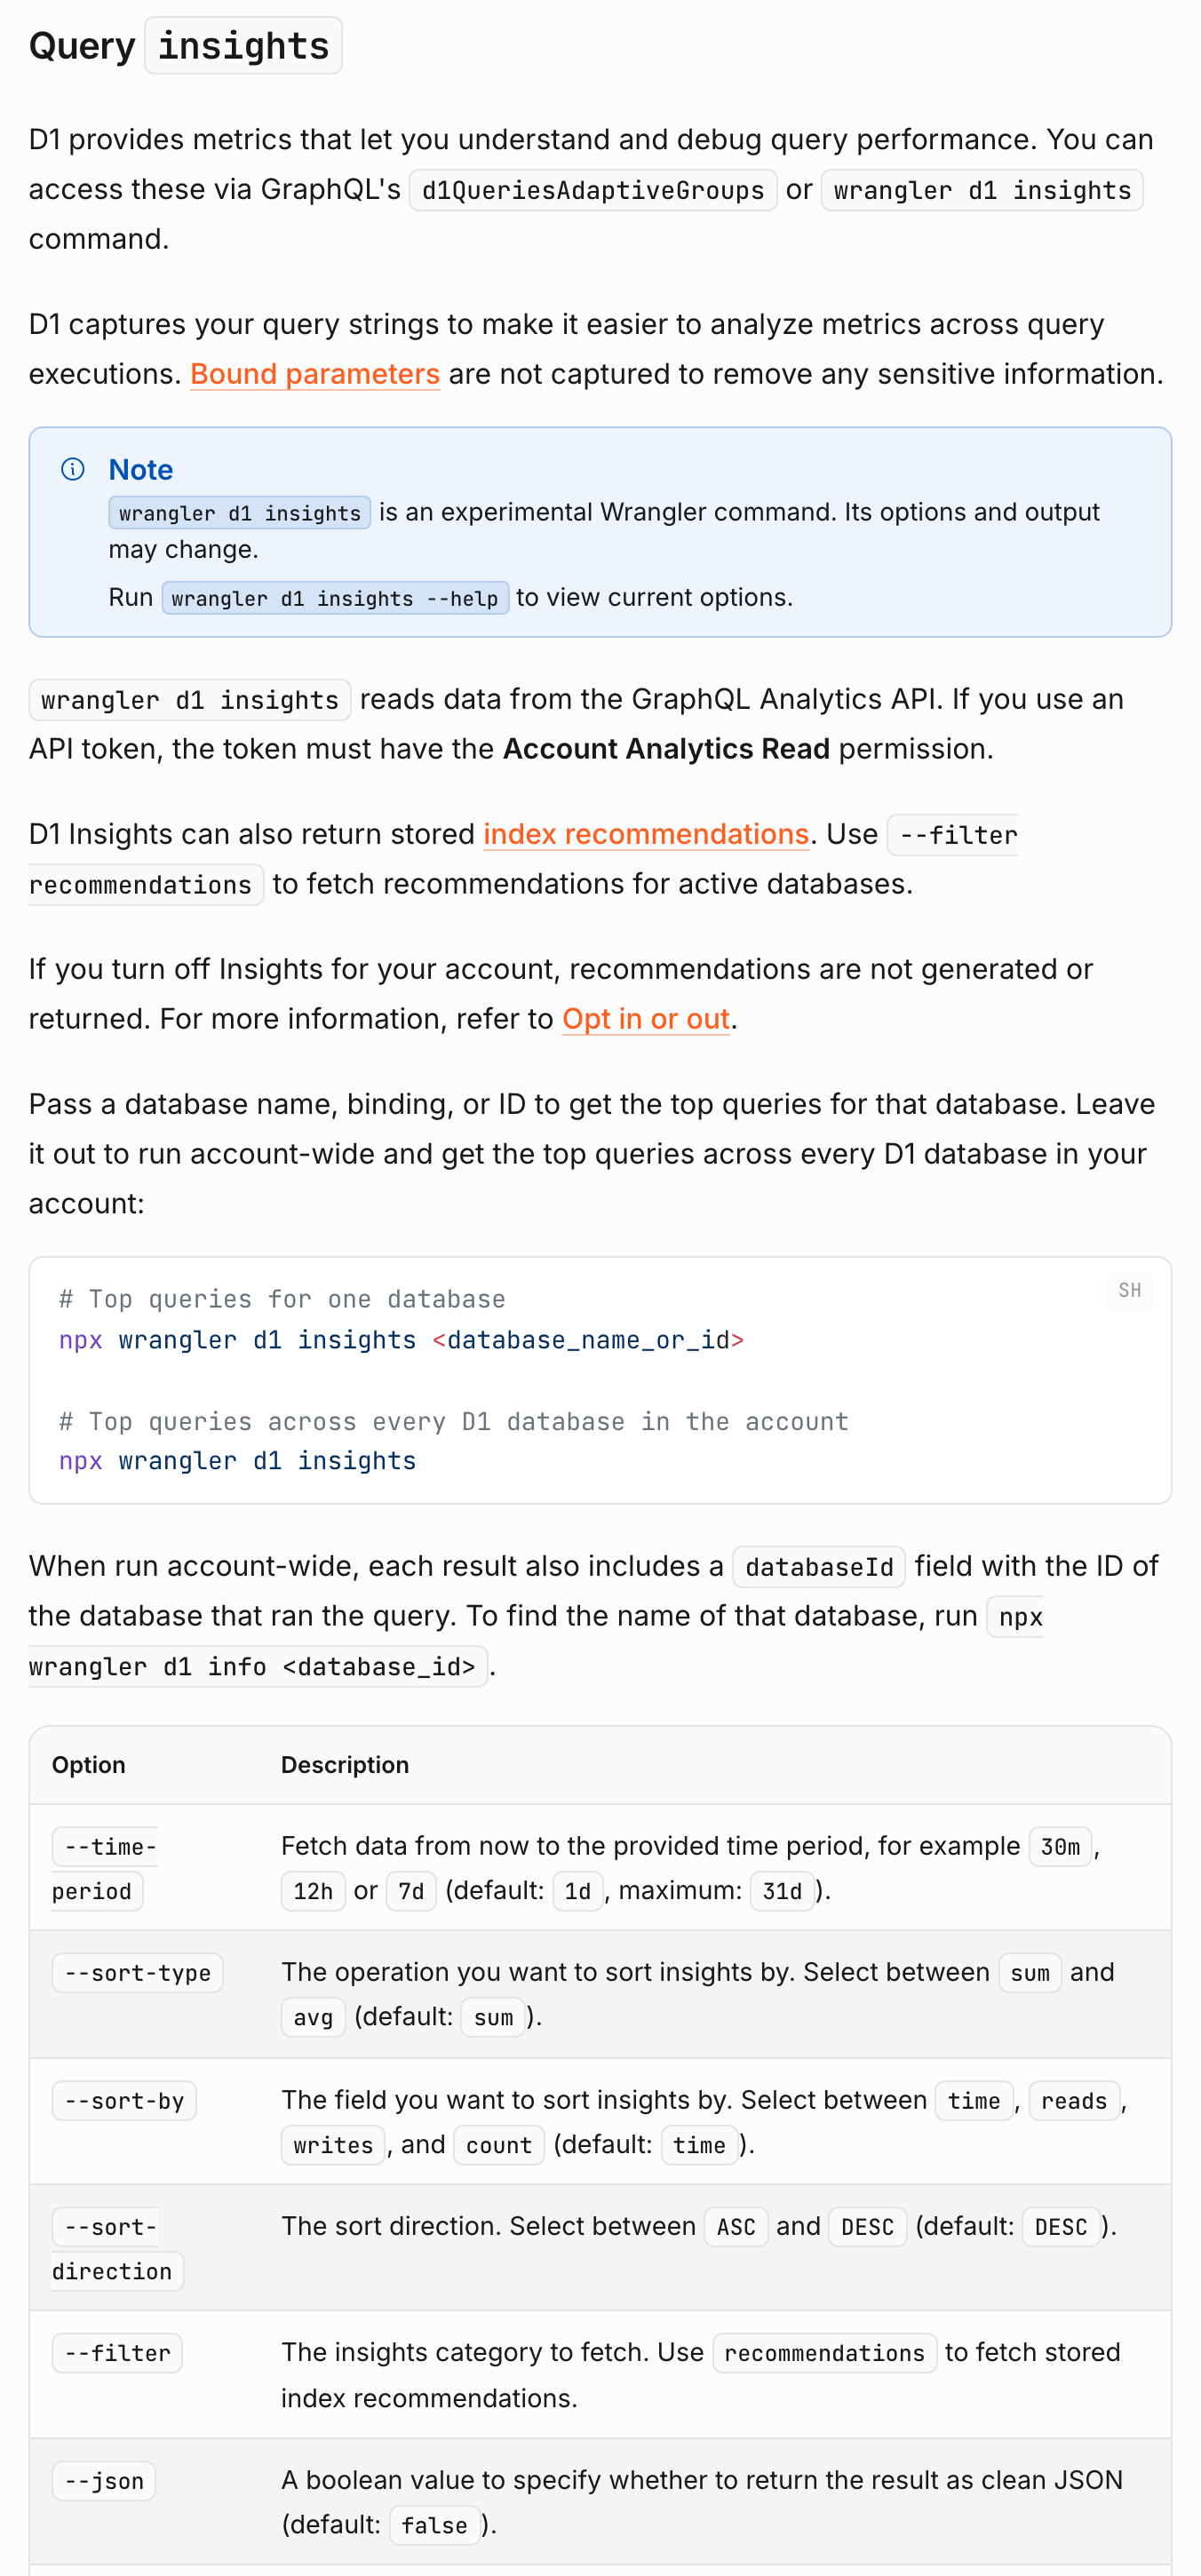 Query insights
D1 provides metrics that let you understand and debug query performance. You can
access these via GraphQL's d1QueriesAdaptiveGroups or wrangler d1 insights
command.
D1 captures your query strings to make it easier to analyze metrics across query
executions. Bound parameters are not captured to remove any sensitive information.
Note
wrangler d1 insights is an experimental Wrangler command. Its options and output
may change.
Run wrangler d1 insights --help to view current options.
wrangler d1 insights reads data from the GraphQL Analytics API. If you use an
API token, the token must have the Account Analytics Read permission.
D1 Insights can also return stored index recommendations. Use --filter
recommendations to fetch recommendations for active databases.
If you turn off Insights for your account, recommendations are not generated or
returned. For more information, refer to Opt in or out.
Pass a database name, binding, or ID to get the top queries for that database. Leave
it out to run account-wide and get the top queries across every D1 database in your
account:
SH
# Top queries for one database
npx wrangler d1 insights <database_name_or_id>
# Top queries across every D1 database in the account
npx wrangler d1 insights
When run account-wide, each result also includes a databaseId field with the ID of
the database that ran the query. To find the name of that database, run npx
wrangler d1 info <database_id>.
Option Description
--time-
period
Fetch data from now to the provided time period, for example 30m,
12h or 7d (default: 1d, maximum: 31d).
--sort-type
The operation you want to sort insights by. Select between sum and
avg (default: sum).
--sort-by
The field you want to sort insights by. Select between time, reads,
writes, and count (default: time).
--sort-
direction
The sort direction. Select between ASC and DESC (default: DESC).
--filter
The insights category to fetch. Use recommendations to fetch stored
index recommendations.
--json
A boolean value to specify whether to return the result as clean JSON
(default: false).